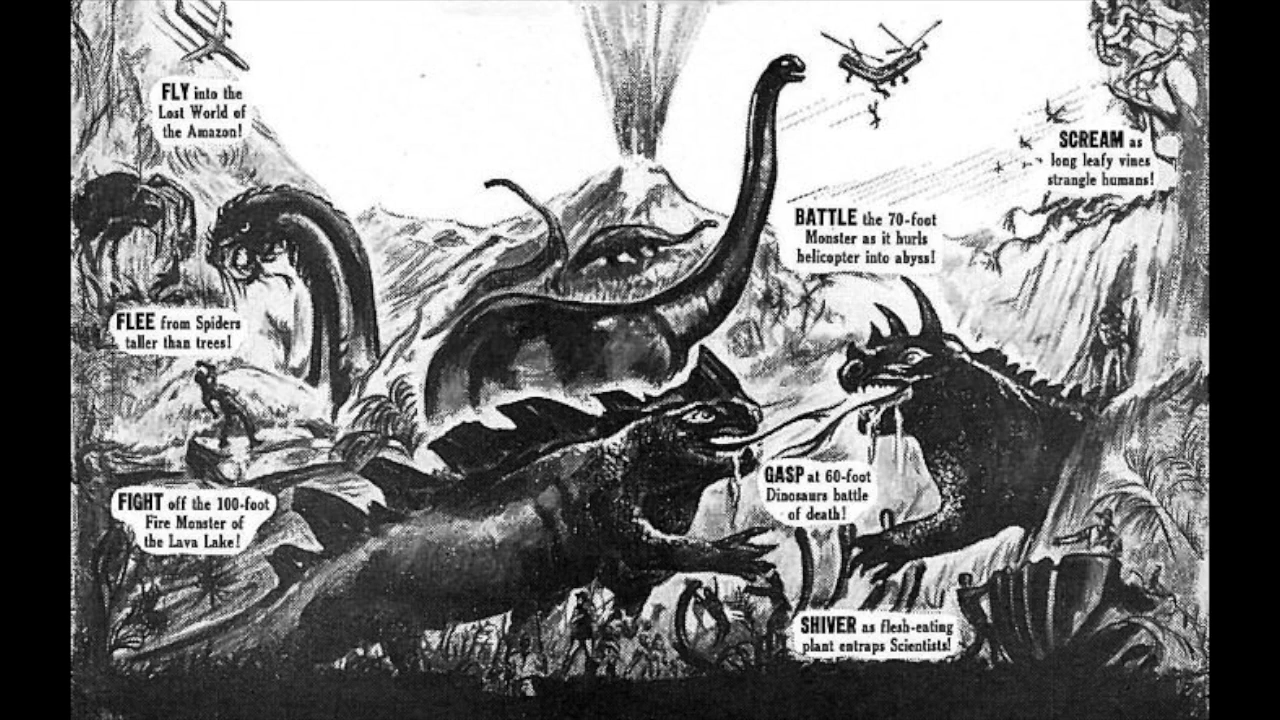 FLY into the
Lost World of
the Amazon!
SCREAM as
long leafy vines
strangle humans!
BATTLE the 70-foot
Monster as it hurls
helicopter into abyss!
FLEE from Spiders
taller than trees!
GASP at 60-foot
Dinosaurs battle
of death!
FIGHT off the 100-foot
Fire Monster of
the Lava Lake!
SHIVER as flesh-eating
plant entraps Scientists!